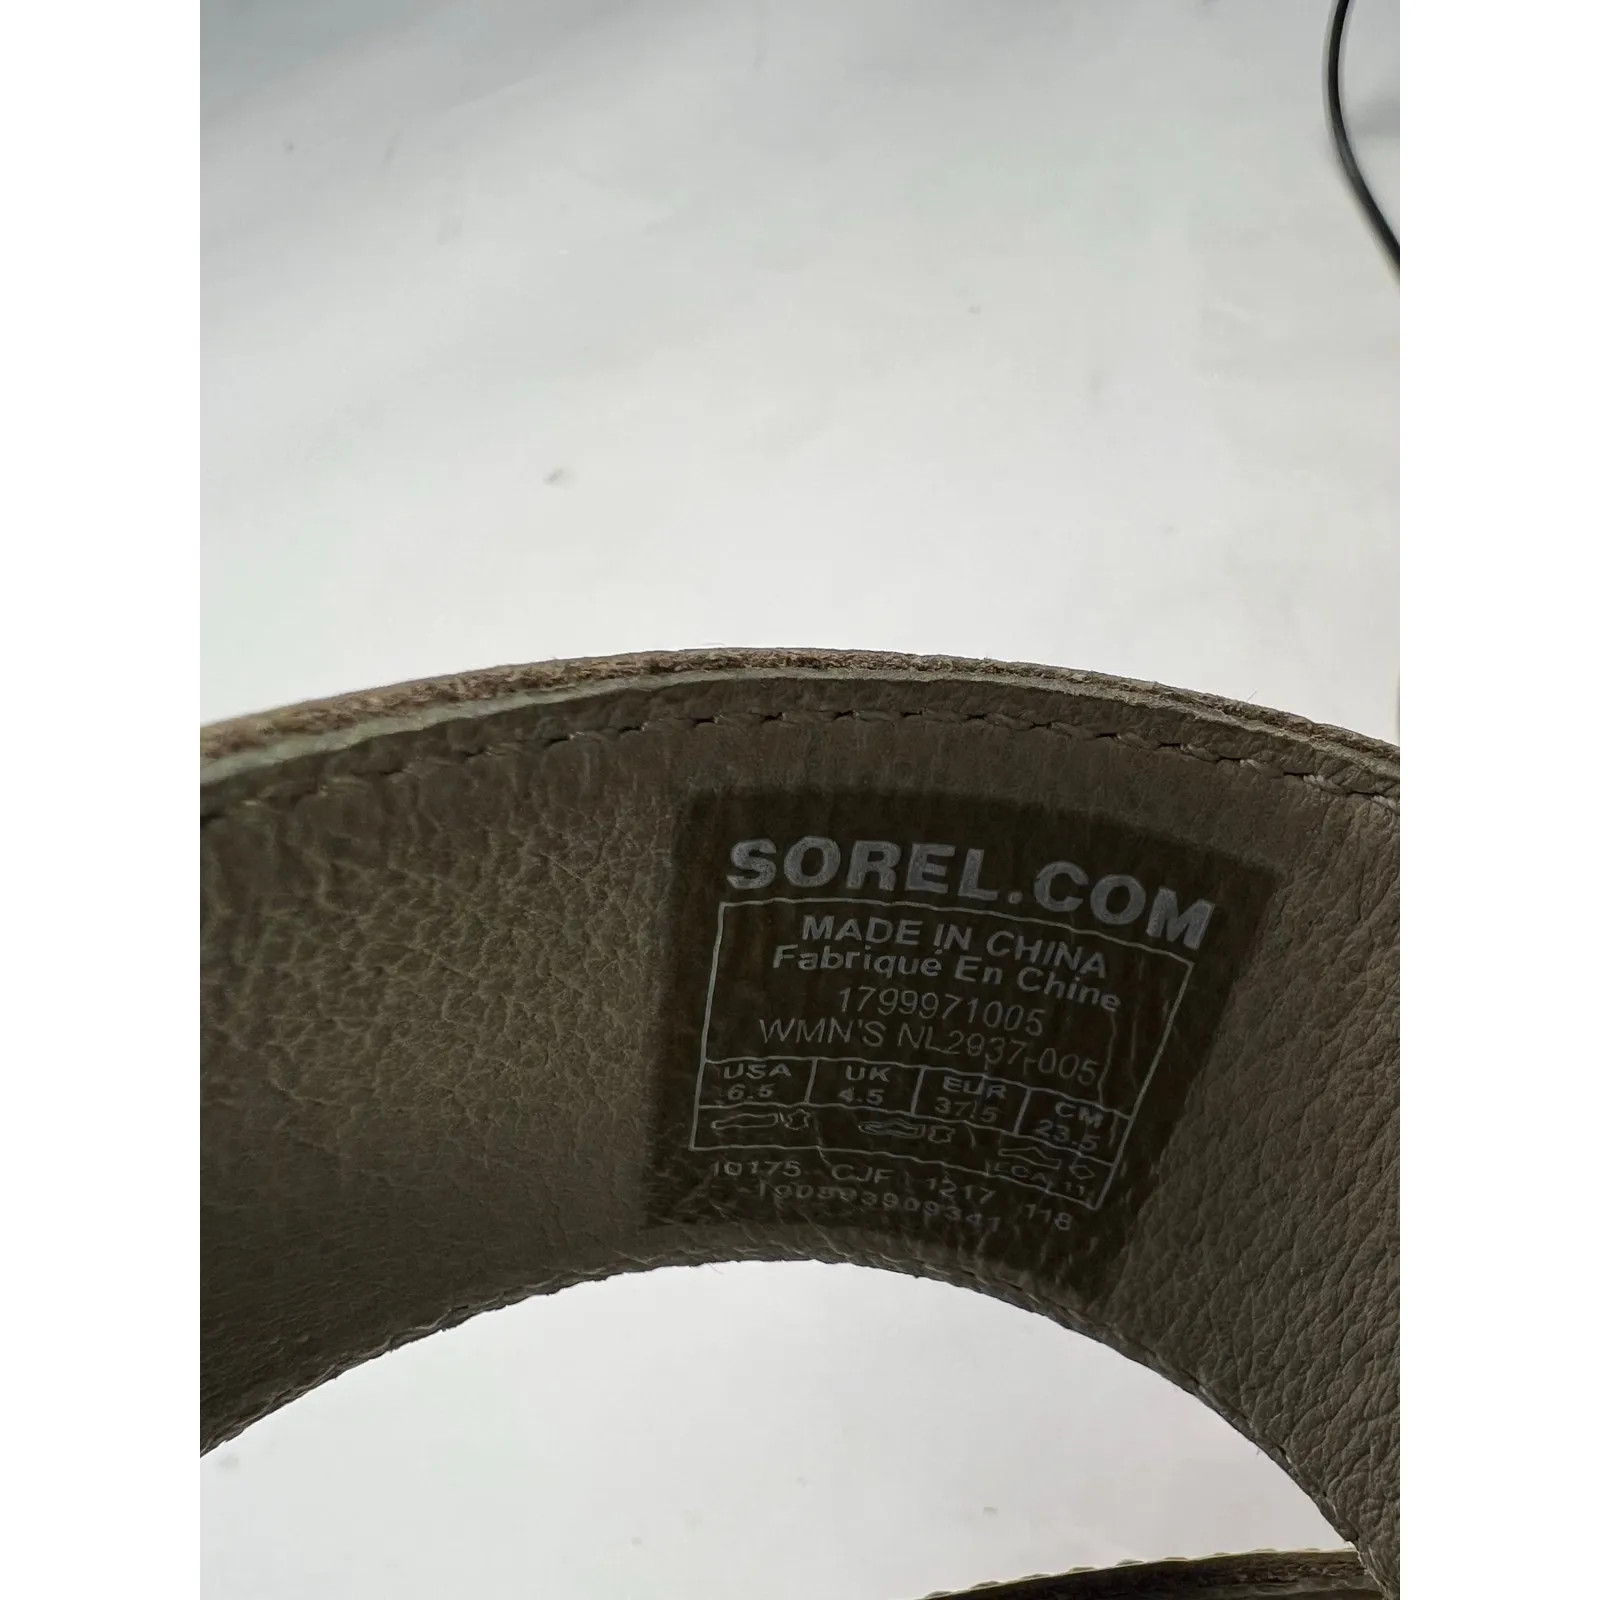 SOREL.COM
MADE IN CHINA
Fabriqué En Chine
1799971005
WMN'S NL2937-005
USA UK EUR CM
6.5 4.5 37.5 23.5
10175 CJF 1217 118